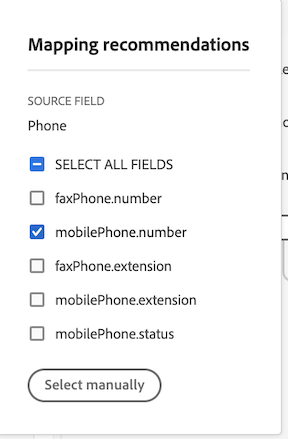 Mapping recommendations
SOURCE FIELD
Phone
SELECT ALL FIELDS
faxPhone.number
mobilePhone.number
faxPhone.extension
mobilePhone.extension
mobilePhone.status
Select manually